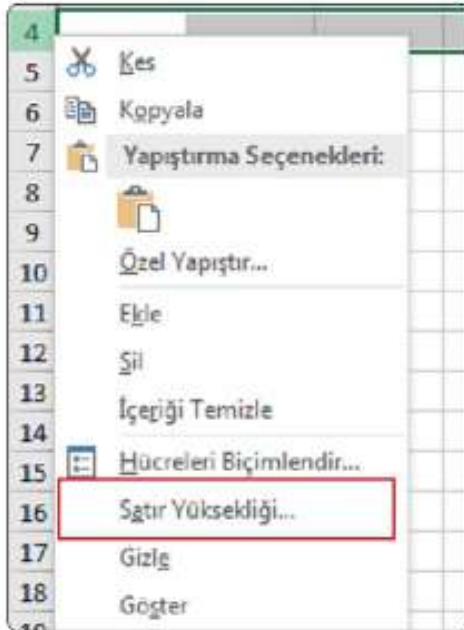 4
5 Kes
6 Kopyala
7 Yapıştırma Seçenekleri:
8
9
10 Özel Yapıştır...
11 Ekle
12 Sil
13 İçeriği Temizle
14
15 Hücreleri Biçimlendir...
16 Satır Yüksekliği...
17 Gizle
18 Göster
19